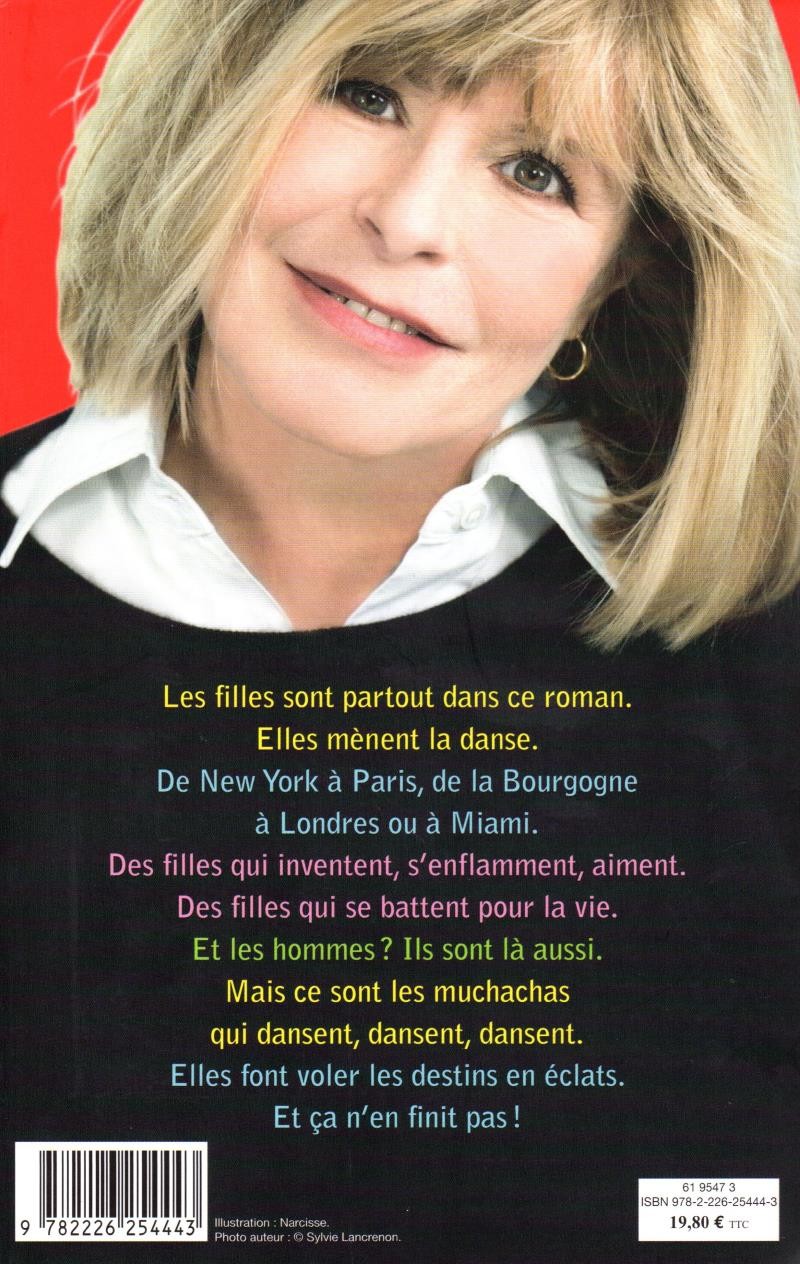 Les filles sont partout dans ce roman.
Elles mènent la danse.
De New York à Paris, de la Bourgogne
à Londres ou à Miami.
Des filles qui inventent, s'enflamment, aiment.
Des filles qui se battent pour la vie.
Et les hommes ? Ils sont là aussi.
Mais ce sont les muchachas
qui dansent, dansent, dansent.
Elles font voler les destins en éclats.
Et ça n'en finit pas !
9 782226 254443
Illustration : Narcisse.
Photo auteur : © Sylvie Lancrenon.
61 9547 3
ISBN 978-2-226-25444-3
19,80 € TTC